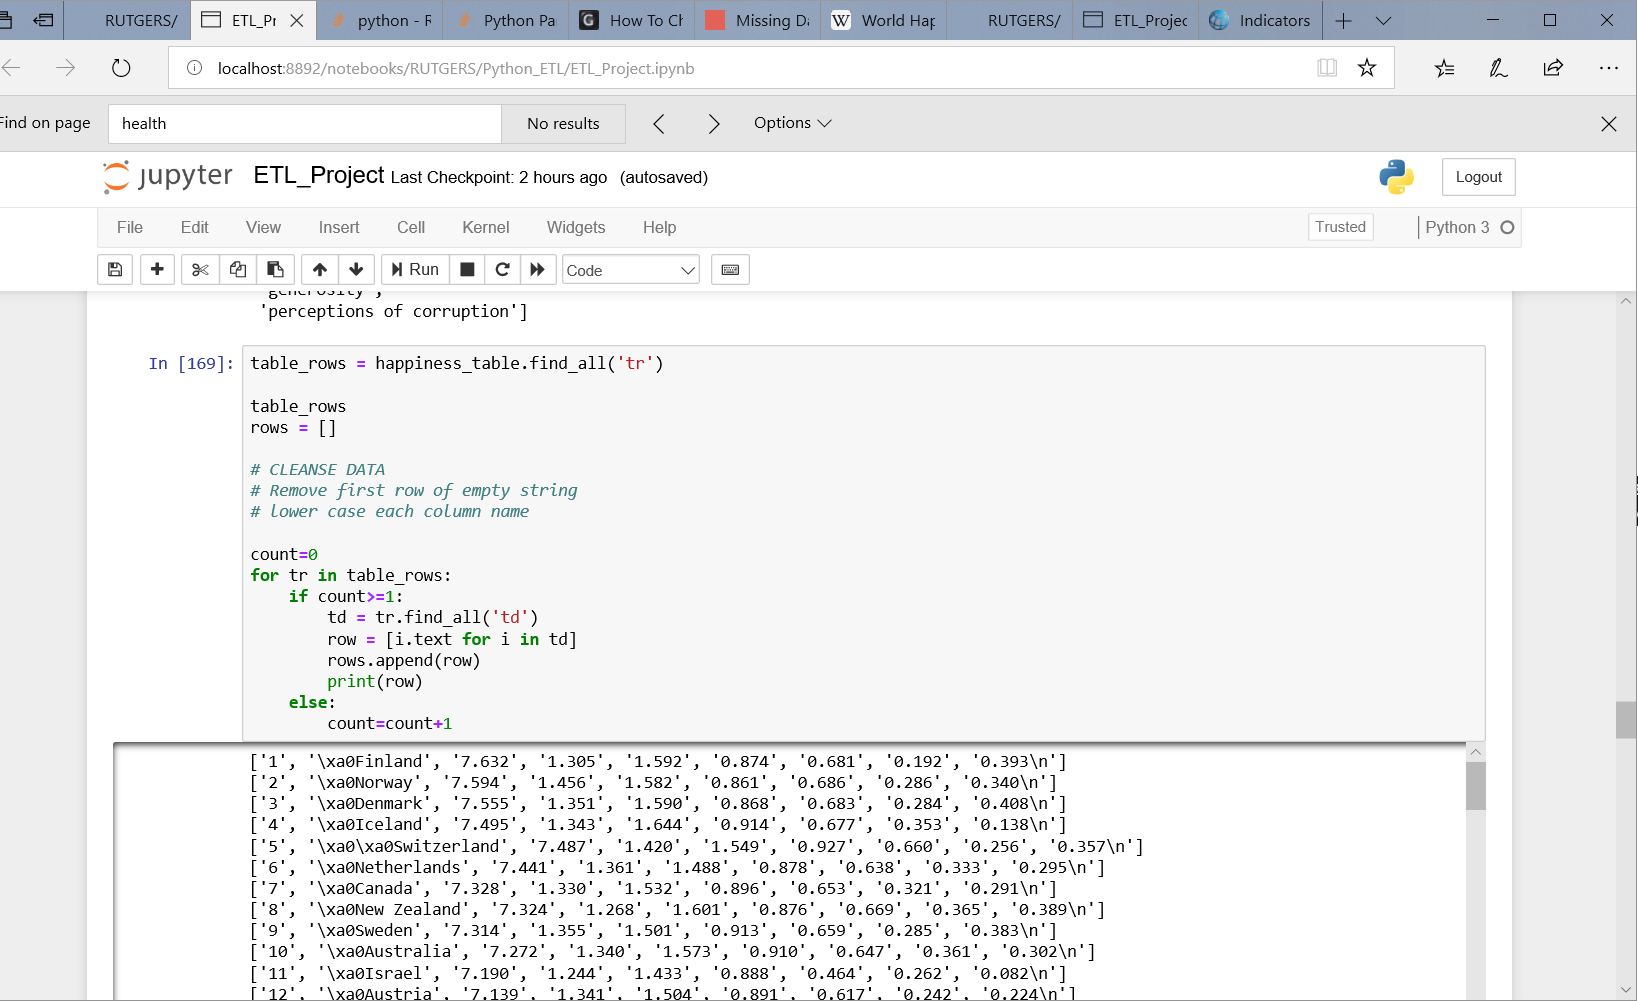 RUTGERS/
ETL_Pr
python - R
Python Pa
How To Ch
Missing Da
World Hap
RUTGERS/
ETL_Projec
Indicators
localhost:8892/notebooks/RUTGERS/Python_ETL/ETL_Project.ipynb
Find on page
health
No results
Options
jupyter ETL_Project Last Checkpoint: 2 hours ago (autosaved)
Logout
File Edit View Insert Cell Kernel Widgets Help
Trusted
Python 3
Run
Code
'generosity',
'perceptions of corruption']
In [169]:
table_rows = happiness_table.find_all('tr')
table_rows
rows = []
# CLEANSE DATA
# Remove first row of empty string
# lower case each column name
count=0
for tr in table_rows:
    if count>=1:
        td = tr.find_all('td')
        row = [i.text for i in td]
        rows.append(row)
        print(row)
    else:
        count=count+1
['1', '\xa0Finland', '7.632', '1.305', '1.592', '0.874', '0.681', '0.192', '0.393\n']
['2', '\xa0Norway', '7.594', '1.456', '1.582', '0.861', '0.686', '0.286', '0.340\n']
['3', '\xa0Denmark', '7.555', '1.351', '1.590', '0.868', '0.683', '0.284', '0.408\n']
['4', '\xa0Iceland', '7.495', '1.343', '1.644', '0.914', '0.677', '0.353', '0.138\n']
['5', '\xa0\xa0Switzerland', '7.487', '1.420', '1.549', '0.927', '0.660', '0.256', '0.357\n']
['6', '\xa0Netherlands', '7.441', '1.361', '1.488', '0.878', '0.638', '0.333', '0.295\n']
['7', '\xa0Canada', '7.328', '1.330', '1.532', '0.896', '0.653', '0.321', '0.291\n']
['8', '\xa0New Zealand', '7.324', '1.268', '1.601', '0.876', '0.669', '0.365', '0.389\n']
['9', '\xa0Sweden', '7.314', '1.355', '1.501', '0.913', '0.659', '0.285', '0.383\n']
['10', '\xa0Australia', '7.272', '1.340', '1.573', '0.910', '0.647', '0.361', '0.302\n']
['11', '\xa0Israel', '7.190', '1.244', '1.433', '0.888', '0.464', '0.262', '0.082\n']
['12', '\xa0Austria', '7.139', '1.341', '1.504', '0.891', '0.617', '0.242', '0.224\n']